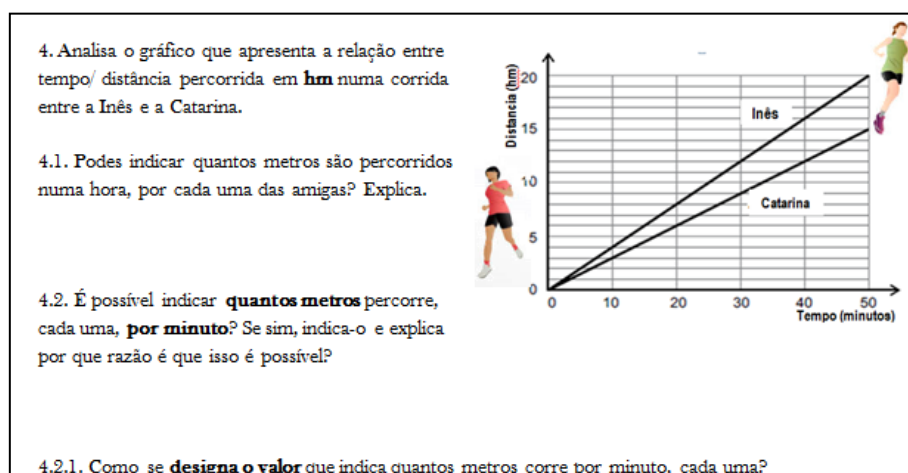 4. Analisa o gráfico que apresenta a relação entre
tempo/ distância percorrida em hm numa corrida
entre a Inês e a Catarina.
4.1. Podes indicar quantos metros são percorridos
numa hora, por cada uma das amigas? Explica.
4.2. É possível indicar quantos metros percorre,
cada uma, por minuto? Se sim, indica-o e explica
por que razão é que isso é possível?
4.2.1. Como se designa o valor que indica quantos metros corre por minuto, cada uma?
Distancia (hm)
20
15
10
5
0
Inês
Catarina
0 10 20 30 40 50
Tempo (minutos)